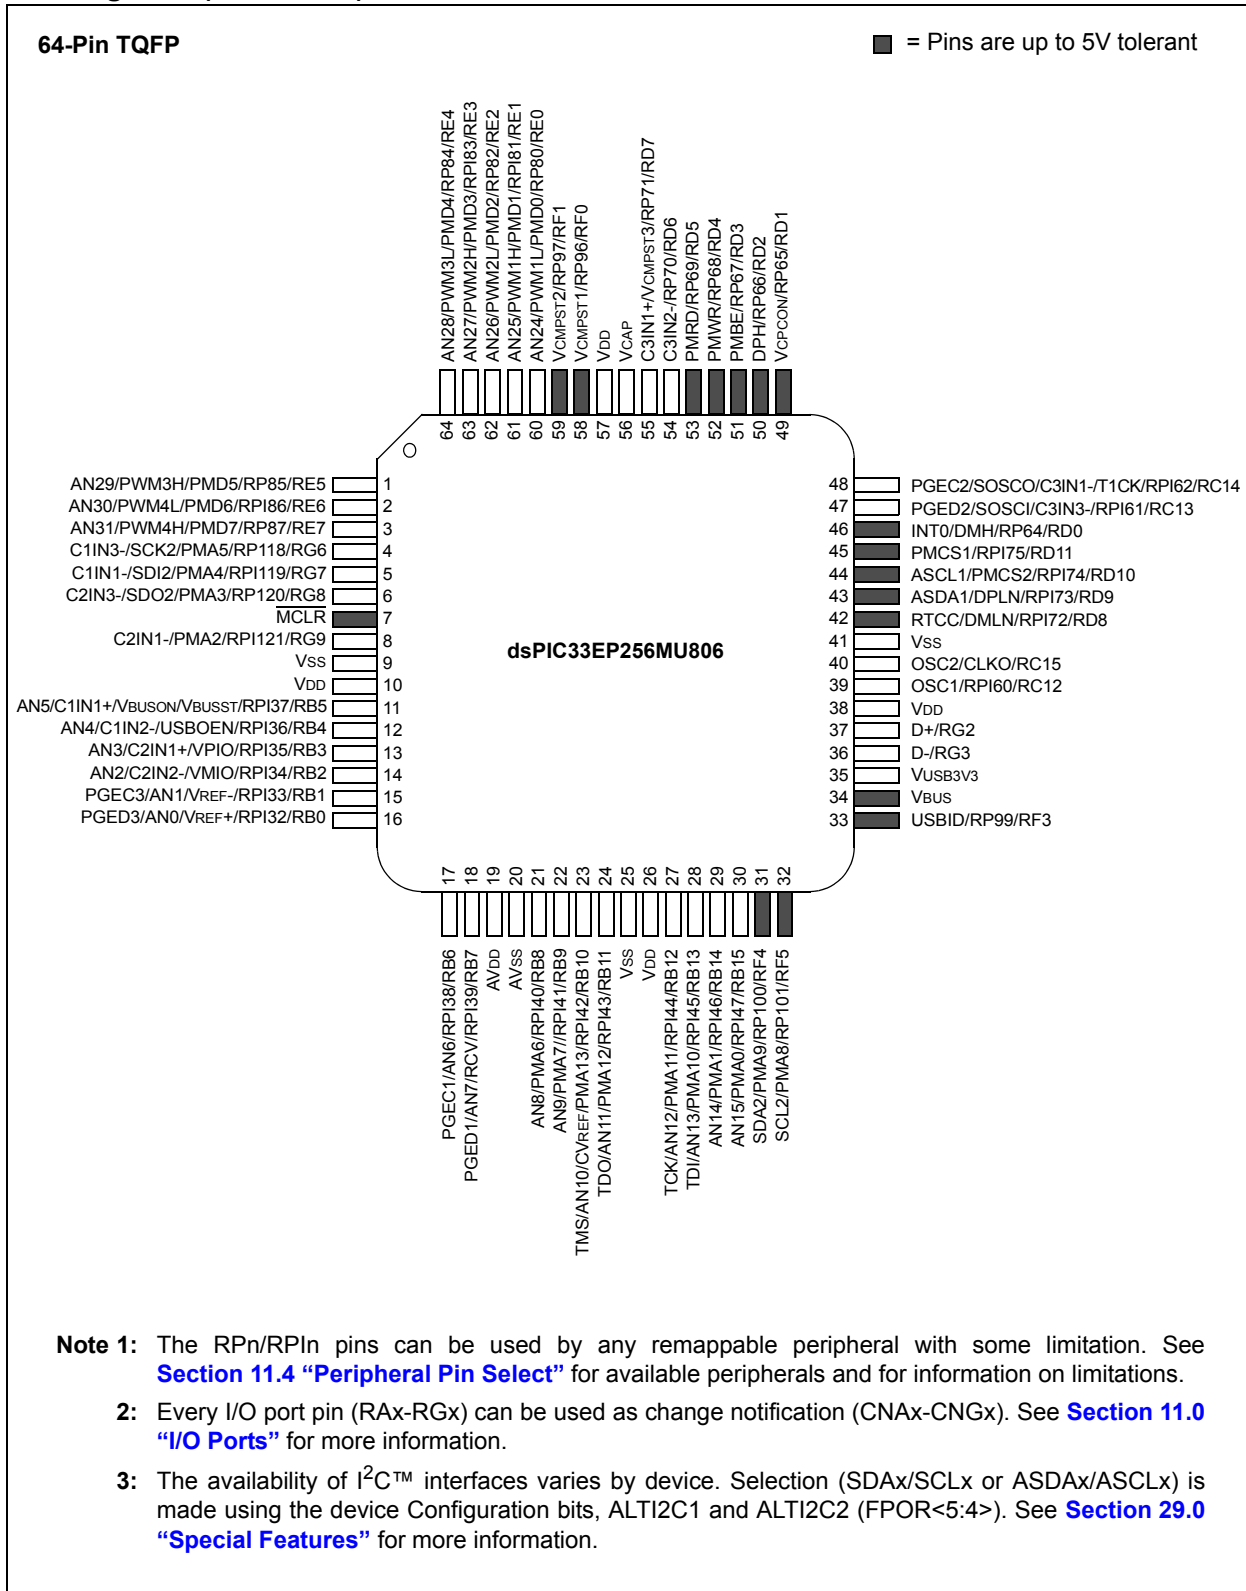 64-Pin TQFP
= Pins are up to 5V tolerant
AN28/PWM3L/PMD4/RP84/RE4
AN27/PWM2H/PMD3/RPI83/RE3
AN26/PWM2L/PMD2/RP82/RE2
AN25/PWM1H/PMD1/RPI81/RE1
AN24/PWM1L/PMD0/RP80/RE0
VCMPST2/RP97/RF1
VCMPST1/RP96/RF0
VDD
VCAP
C3IN1+/VCMPST3/RP71/RD7
C3IN2-/RP70/RD6
PMRD/RP69/RD5
PMWR/RP68/RD4
PMBE/RP67/RD3
DPH/RP66/RD2
VCPCON/RP65/RD1
64 63 62 61 60 59 58 57 56 55 54 53 52 51 50 49
AN29/PWM3H/PMD5/RP85/RE5 1
AN30/PWM4L/PMD6/RPI86/RE6 2
AN31/PWM4H/PMD7/RP87/RE7 3
C1IN3-/SCK2/PMA5/RP118/RG6 4
C1IN1-/SDI2/PMA4/RPI119/RG7 5
C2IN3-/SDO2/PMA3/RP120/RG8 6
MCLR 7
C2IN1-/PMA2/RPI121/RG9 8
VSS 9
VDD 10
AN5/C1IN1+/VBUSON/VBUSST/RPI37/RB5 11
AN4/C1IN2-/USBOEN/RPI36/RB4 12
AN3/C2IN1+/VPIO/RPI35/RB3 13
AN2/C2IN2-/VMIO/RPI34/RB2 14
PGEC3/AN1/VREF-/RPI33/RB1 15
PGED3/AN0/VREF+/RPI32/RB0 16
dsPIC33EP256MU806
48 PGEC2/SOSCO/C3IN1-/T1CK/RPI62/RC14
47 PGED2/SOSCI/C3IN3-/RPI61/RC13
46 INT0/DMH/RP64/RD0
45 PMCS1/RPI75/RD11
44 ASCL1/PMCS2/RPI74/RD10
43 ASDA1/DPLN/RPI73/RD9
42 RTCC/DMLN/RPI72/RD8
41 VSS
40 OSC2/CLKO/RC15
39 OSC1/RPI60/RC12
38 VDD
37 D+/RG2
36 D-/RG3
35 VUSB3V3
34 VBUS
33 USBID/RP99/RF3
17 18 19 20 21 22 23 24 25 26 27 28 29 30 31 32
PGEC1/AN6/RPI38/RB6
PGED1/AN7/RCV/RPI39/RB7
AVDD
AVSS
AN8/PMA6/RPI40/RB8
AN9/PMA7//RPI41/RB9
TMS/AN10/CVREF/PMA13/RPI42/RB10
TDO/AN11/PMA12/RPI43/RB11
VSS
VDD
TCK/AN12/PMA11/RPI44/RB12
TDI/AN13/PMA10/RPI45/RB13
AN14/PMA1/RPI46/RB14
AN15/PMA0/RPI47/RB15
SDA2/PMA9/RP100/RF4
SCL2/PMA8/RP101/RF5
Note 1: The RPn/RPIn pins can be used by any remappable peripheral with some limitation. See
Section 11.4 “Peripheral Pin Select” for available peripherals and for information on limitations.
2: Every I/O port pin (RAx-RGx) can be used as change notification (CNAx-CNGx). See Section 11.0
“I/O Ports” for more information.
3: The availability of I2C™ interfaces varies by device. Selection (SDAx/SCLx or ASDAx/ASCLx) is
made using the device Configuration bits, ALTI2C1 and ALTI2C2 (FPOR<5:4>). See Section 29.0
“Special Features” for more information.